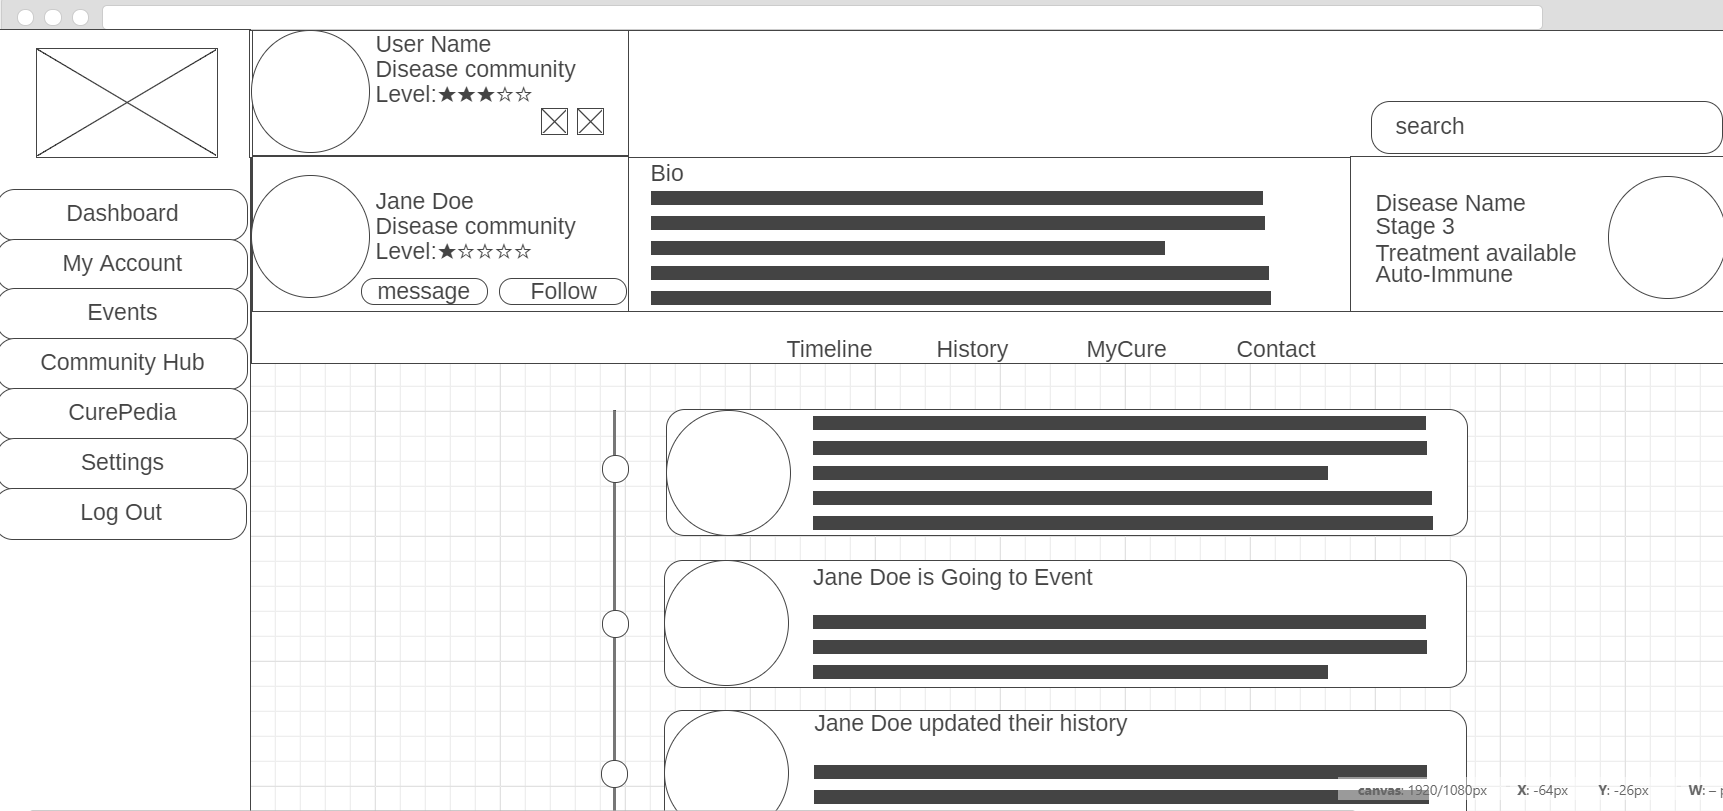 User Name
Disease community
Level:★★★☆☆
search
Dashboard
My Account
Events
Community Hub
CurePedia
Settings
Log Out
Jane Doe
Disease community
Level:★☆☆☆☆
message
Follow
Bio
Disease Name
Stage 3
Treatment available
Auto-Immune
Timeline
History
MyCure
Contact
Jane Doe is Going to Event
Jane Doe updated their history
canvas: 1920/1080px X: -64px Y: -26px W: –